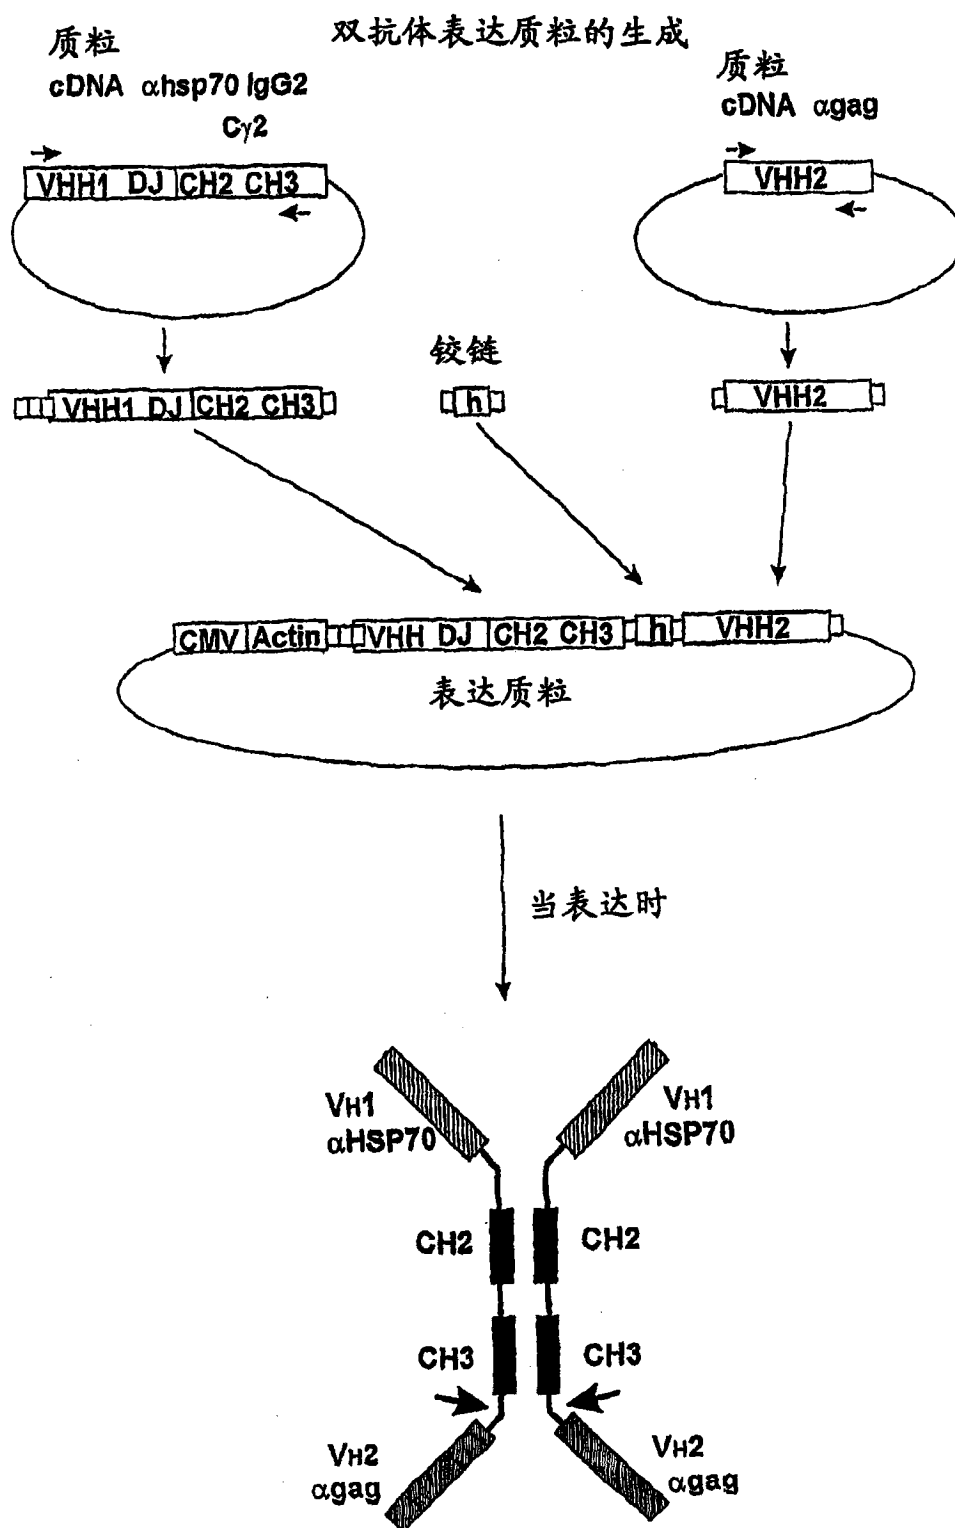 双抗体表达质粒的生成
质粒
cDNA αhsp70 IgG2
Cγ2
VHH1 DJ CH2 CH3
质粒
cDNA αgag
VHH2
VHH1 DJ CH2 CH3
铰链
h
VHH2
CMV Actin VHH DJ CH2 CH3 h VHH2
表达质粒
当表达时
VH1
αHSP70
VH1
αHSP70
CH2
CH2
CH3
CH3
VH2
αgag
VH2
αgag